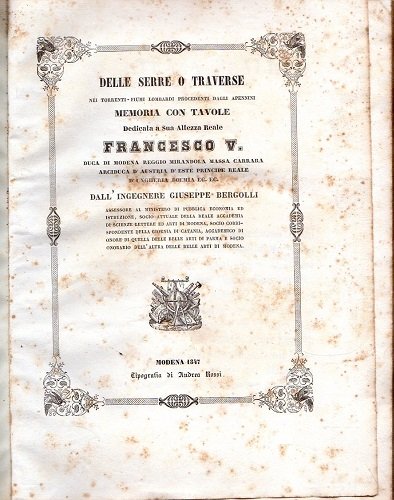 DELLE SERRE O TRAVERSE
NEI TORRENTI-FIUMI LOMBARDI PROCEDENTI DAGLI APENNINI
MEMORIA CON TAVOLE
Dedicata a Sua Altezza Reale
FRANCESCO V.
DUCA DI MODENA REGGIO MIRANDOLA MASSA CARRARA
ARCIDUCA D'AUSTRIA D'ESTE PRINCIPE REALE
D'UNGHERIA BOEMIA EC. EC.
DALL'INGEGNERE GIUSEPPE BERGOLLI
ASSESSORE AL MINISTERO DI PUBBLICA ECONOMIA ED
ISTRUZIONE, SOCIO ATTUALE DELLA REALE ACCADEMIA
DI SCIENZE LETTERE ED ARTI DI MODENA, SOCIO CORRI-
SPONDENTE DELLA GIOENIA DI CATANIA, ACCADEMICO DI
ONORE DI QUELLA DELLE BELLE ARTI DI PARMA E SOCIO
ONORARIO DELL'ALTRA DELLE BELLE ARTI DI MODENA.
MODENA 1847
Tipografia di Andrea Rossi.